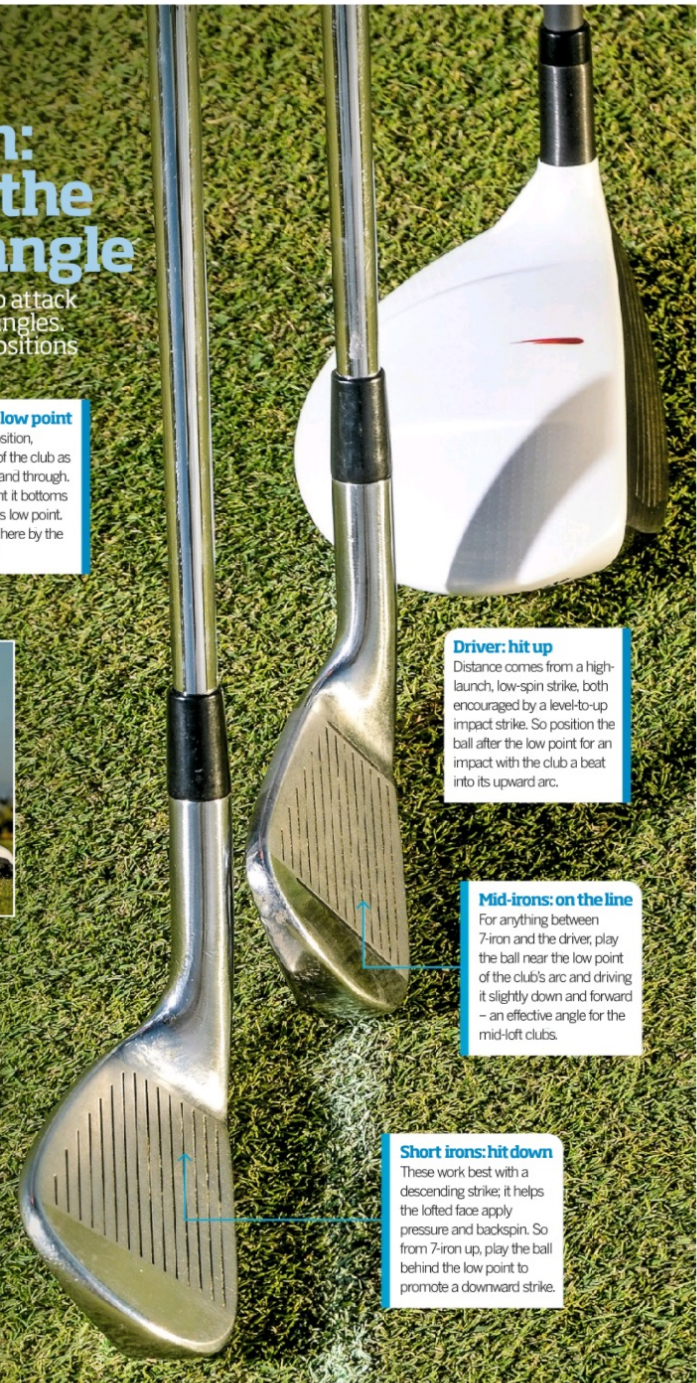 n:
the
angle
o attack
ngles.
ositions
low point
sition,
of the club as
and through.
nt it bottoms
s low point.
here by the
Driver: hit up
Distance comes from a high-
launch, low-spin strike, both
encouraged by a level-to-up
impact strike. So position the
ball after the low point for an
impact with the club a beat
into its upward arc.
Mid-irons: on the line
For anything between
7-iron and the driver, play
the ball near the low point
of the club's arc and driving
it slightly down and forward
– an effective angle for the
mid-loft clubs.
Short irons: hit down
These work best with a
descending strike; it helps
the lofted face apply
pressure and backspin. So
from 7-iron up, play the ball
behind the low point to
promote a downward strike.